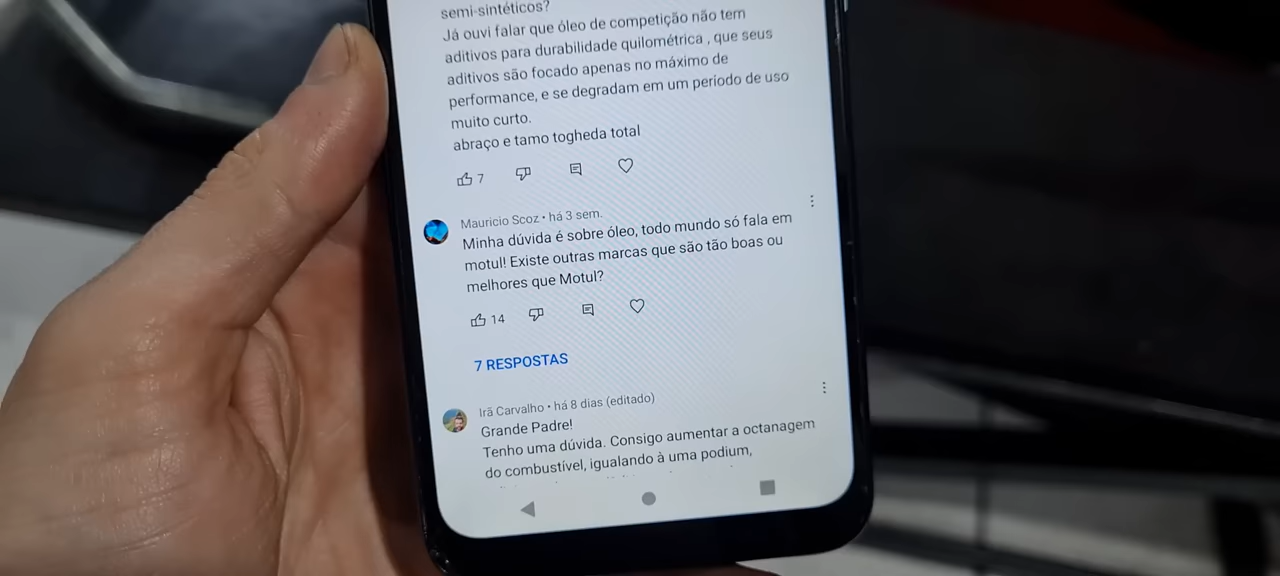 semi-sintéticos?
Já ouvi falar que óleo de competição não tem
aditivos para durabilidade quilométrica , que seus
aditivos são focado apenas no máximo de
performance, e se degradam em um período de uso
muito curto.
abraço e tamo togheda total
7
Mauricio Scoz • há 3 sem.
Minha dúvida é sobre óleo, todo mundo só fala em
motul! Existe outras marcas que são tão boas ou
melhores que Motul?
14
7 RESPOSTAS
Irã Carvalho • há 8 dias (editado)
Grande Padre!
Tenho uma dúvida. Consigo aumentar a octanagem
do combustível, igualando à uma podium,